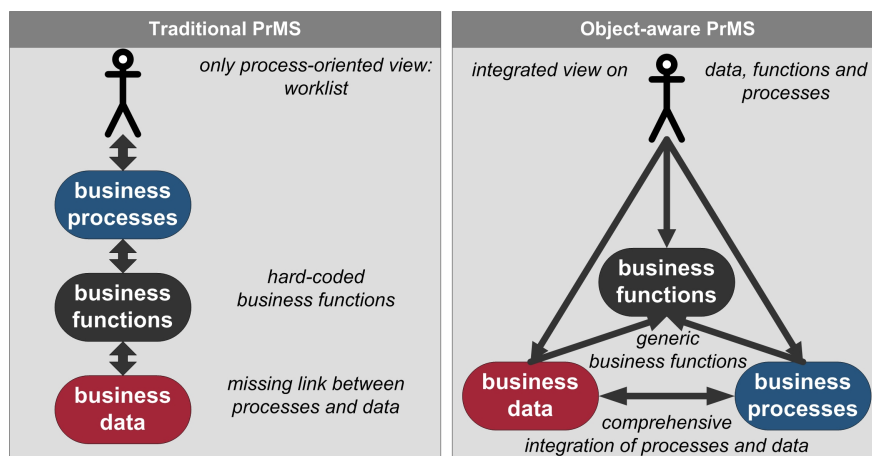 Traditional PrMS
only process-oriented view:
worklist
business
processes
hard-coded
business functions
business
functions
missing link between
processes and data
business
data
Object-aware PrMS
integrated view on
data, functions and
processes
business
functions
generic
business functions
business
data
business
processes
comprehensive
integration of processes and data